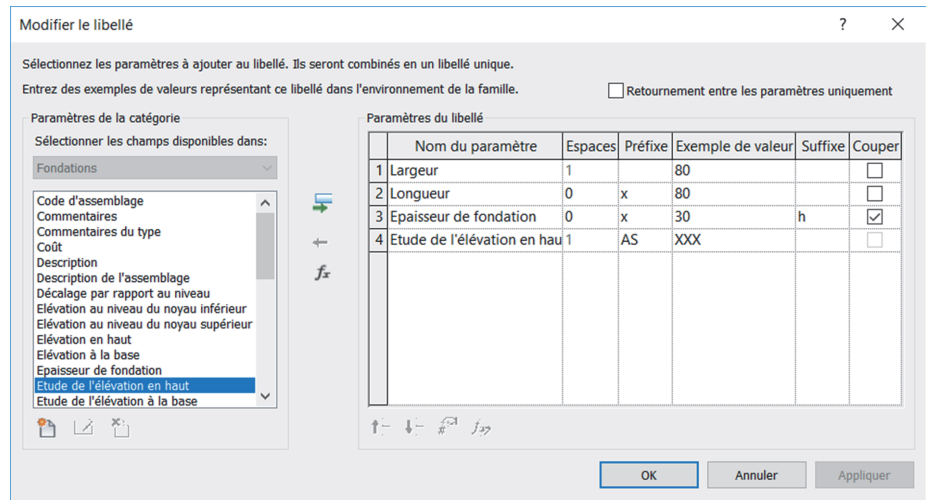 Modifier le libellé
?
Sélectionnez les paramètres à ajouter au libellé. Ils seront combinés en un libellé unique.
Entrez des exemples de valeurs représentant ce libellé dans l'environnement de la famille.
Retournement entre les paramètres uniquement
Paramètres de la catégorie
Sélectionner les champs disponibles dans:
Fondations
Code d'assemblage
Commentaires
Commentaires du type
Coût
Description
Description de l'assemblage
Décalage par rapport au niveau
Elévation au niveau du noyau inférieur
Elévation au niveau du noyau supérieur
Elévation en haut
Elévation à la base
Epaisseur de fondation
Etude de l'élévation en haut
Etude de l'élévation à la base
fx
Paramètres du libellé
Nom du paramètre Espaces Préfixe Exemple de valeur Suffixe Couper
1 Largeur 1 80
2 Longueur 0 x 80
3 Epaisseur de fondation 0 x 30 h
4 Etude de l'élévation en hau 1 AS XXX
OK Annuler Appliquer